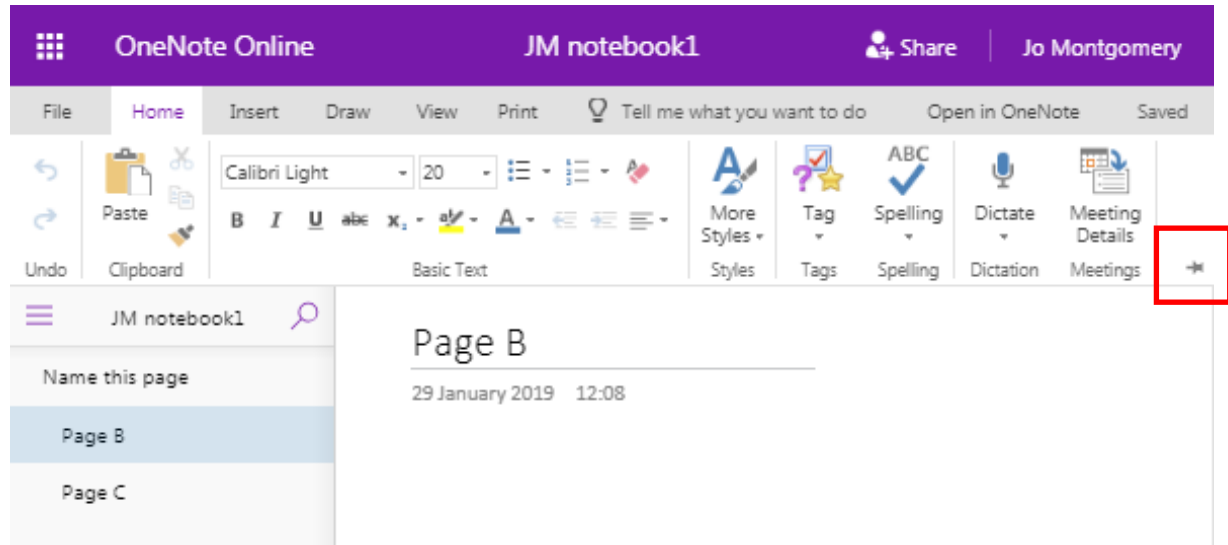 OneNote Online JM notebook1 Share Jo Montgomery
File Home Insert Draw View Print Tell me what you want to do Open in OneNote Saved
ABC
Calibri Light 20
Paste B I U abc x₂ A More Styles Tag Spelling Dictate Meeting Details
Undo Clipboard Basic Text Styles Tags Spelling Dictation Meetings
JM notebook1
Name this page
Page B
Page C
Page B
29 January 2019 12:08